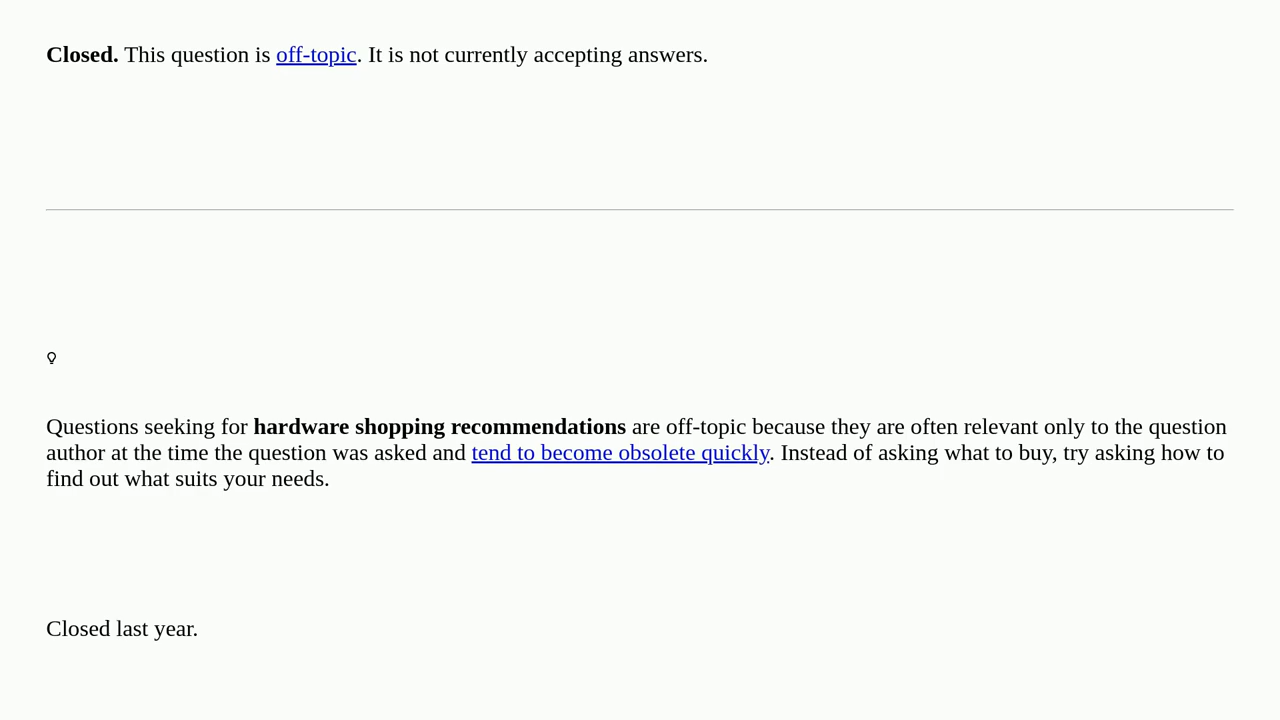 Closed. This question is off-topic. It is not currently accepting answers.
Questions seeking for hardware shopping recommendations are off-topic because they are often relevant only to the question
author at the time the question was asked and tend to become obsolete quickly. Instead of asking what to buy, try asking how to
find out what suits your needs.
Closed last year.